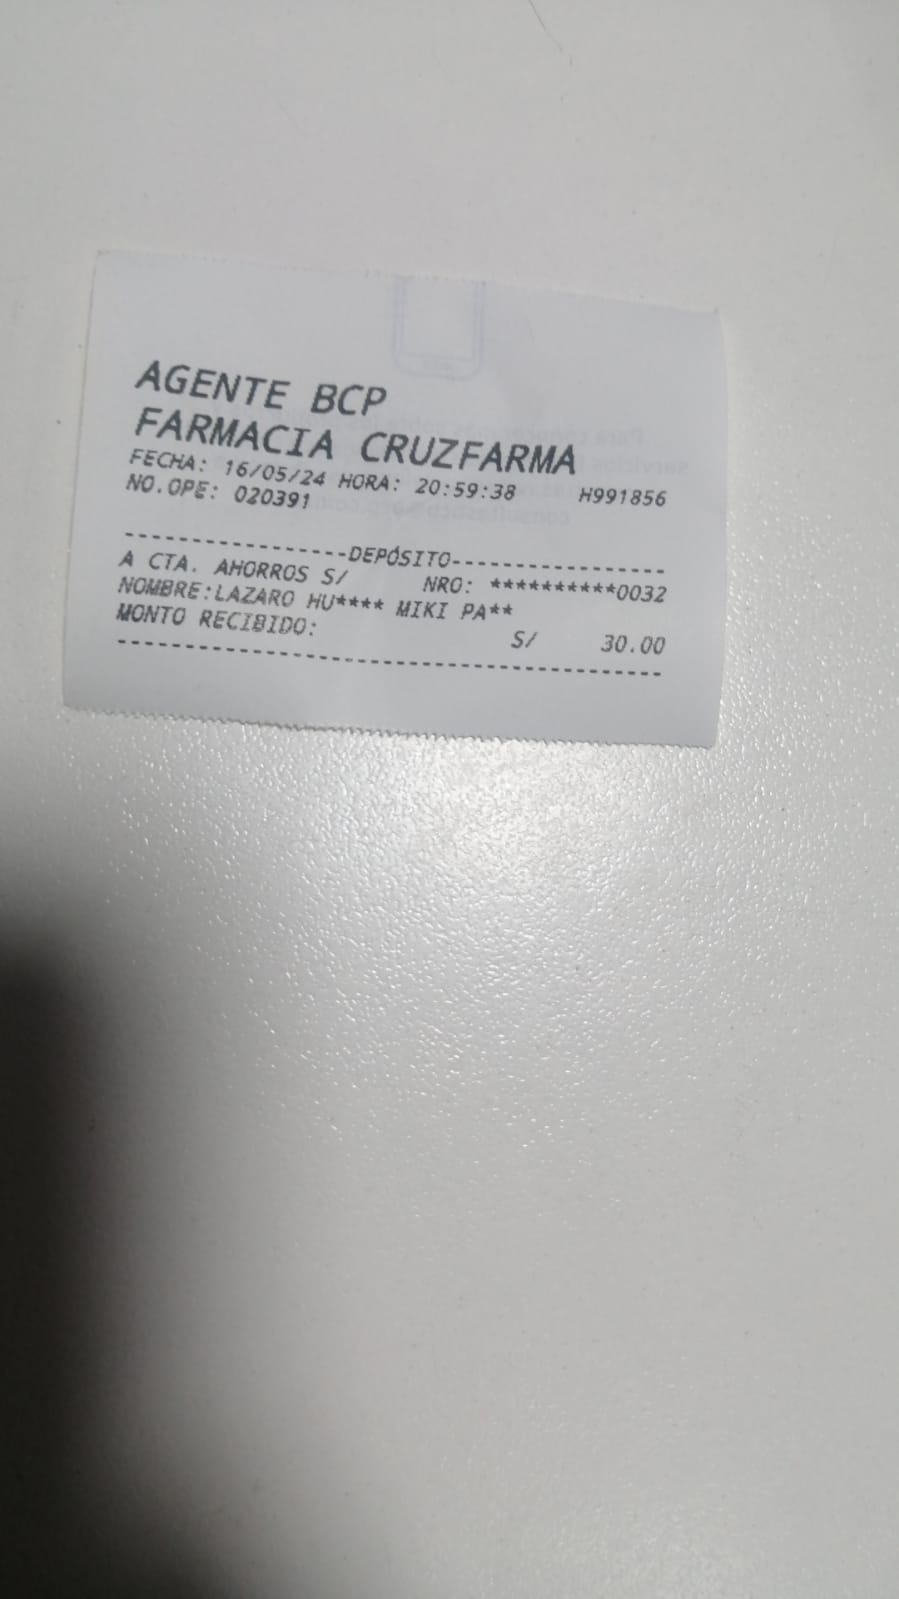 AGENTE BCP
FARMACIA CRUZFARMA
FECHA: 16/05/24 HORA: 20:59:38 H991856
NO.OPE: 020391
-----------------DEPÓSITO-----------------
A CTA. AHORROS S/ NRO: **********0032
NOMBRE:LAZARO HU**** MIKI PA**
MONTO RECIBIDO: S/ 30.00